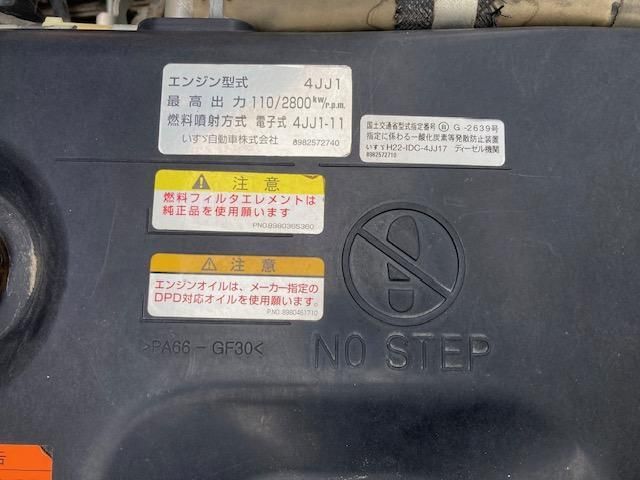 エンジン型式 4JJ1
最高出力 110/2800kw/r.p.m.
燃料噴射方式 電子式 4JJ1-11
いすゞ自動車株式会社 8982572740
国土交通省型式指定番号 Ⓑ G-2639号
指定に係わる一酸化炭素等発散防止装置
いすゞH22-IDC-4JJ17 ディーゼル機関
8982572710
注意
燃料フィルタエレメントは
純正品を使用願います
P.NO.8980365380
注意
エンジンオイルは、メーカー指定の
DPD対応オイルを使用願います。
P.NO. 8980461710
>PA66-GF30<
NO STEP
告